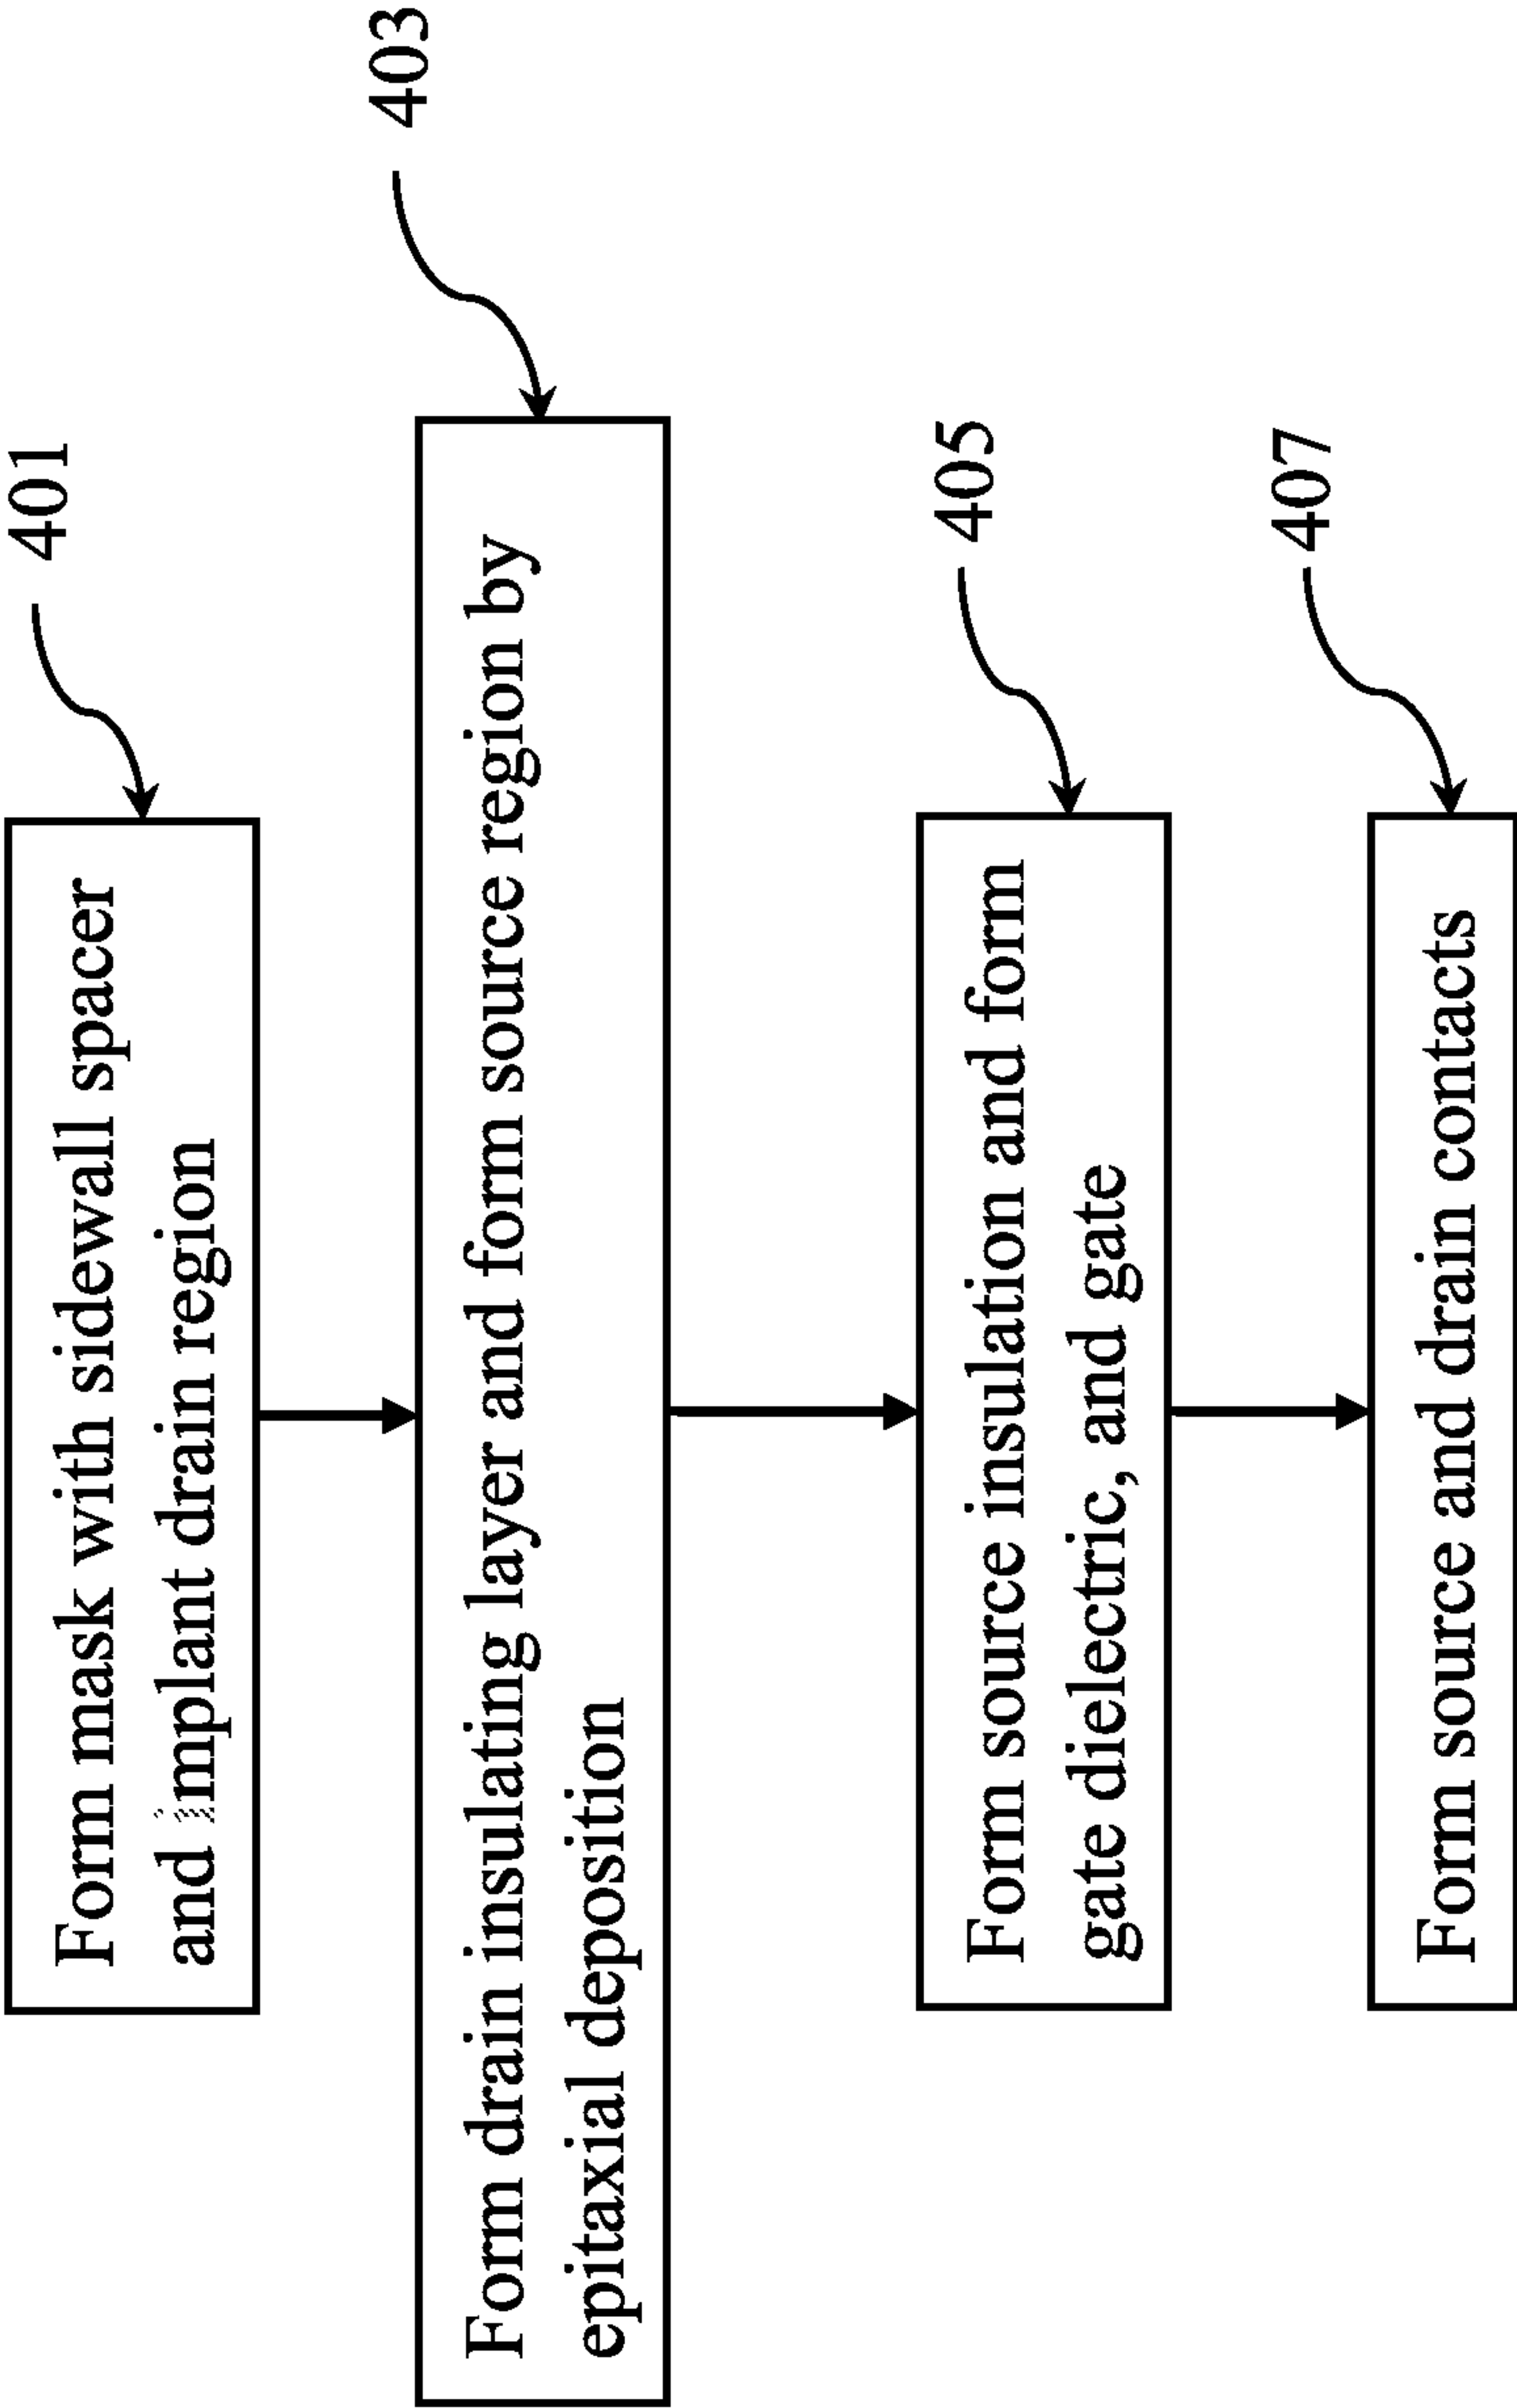 401
Form mask with sidewall spacer
and implant drain region
403
Form drain insulating layer and form source region by
epitaxial deposition
405
Form source insulation and form
gate dielectric, and gate
407
Form source and drain contacts